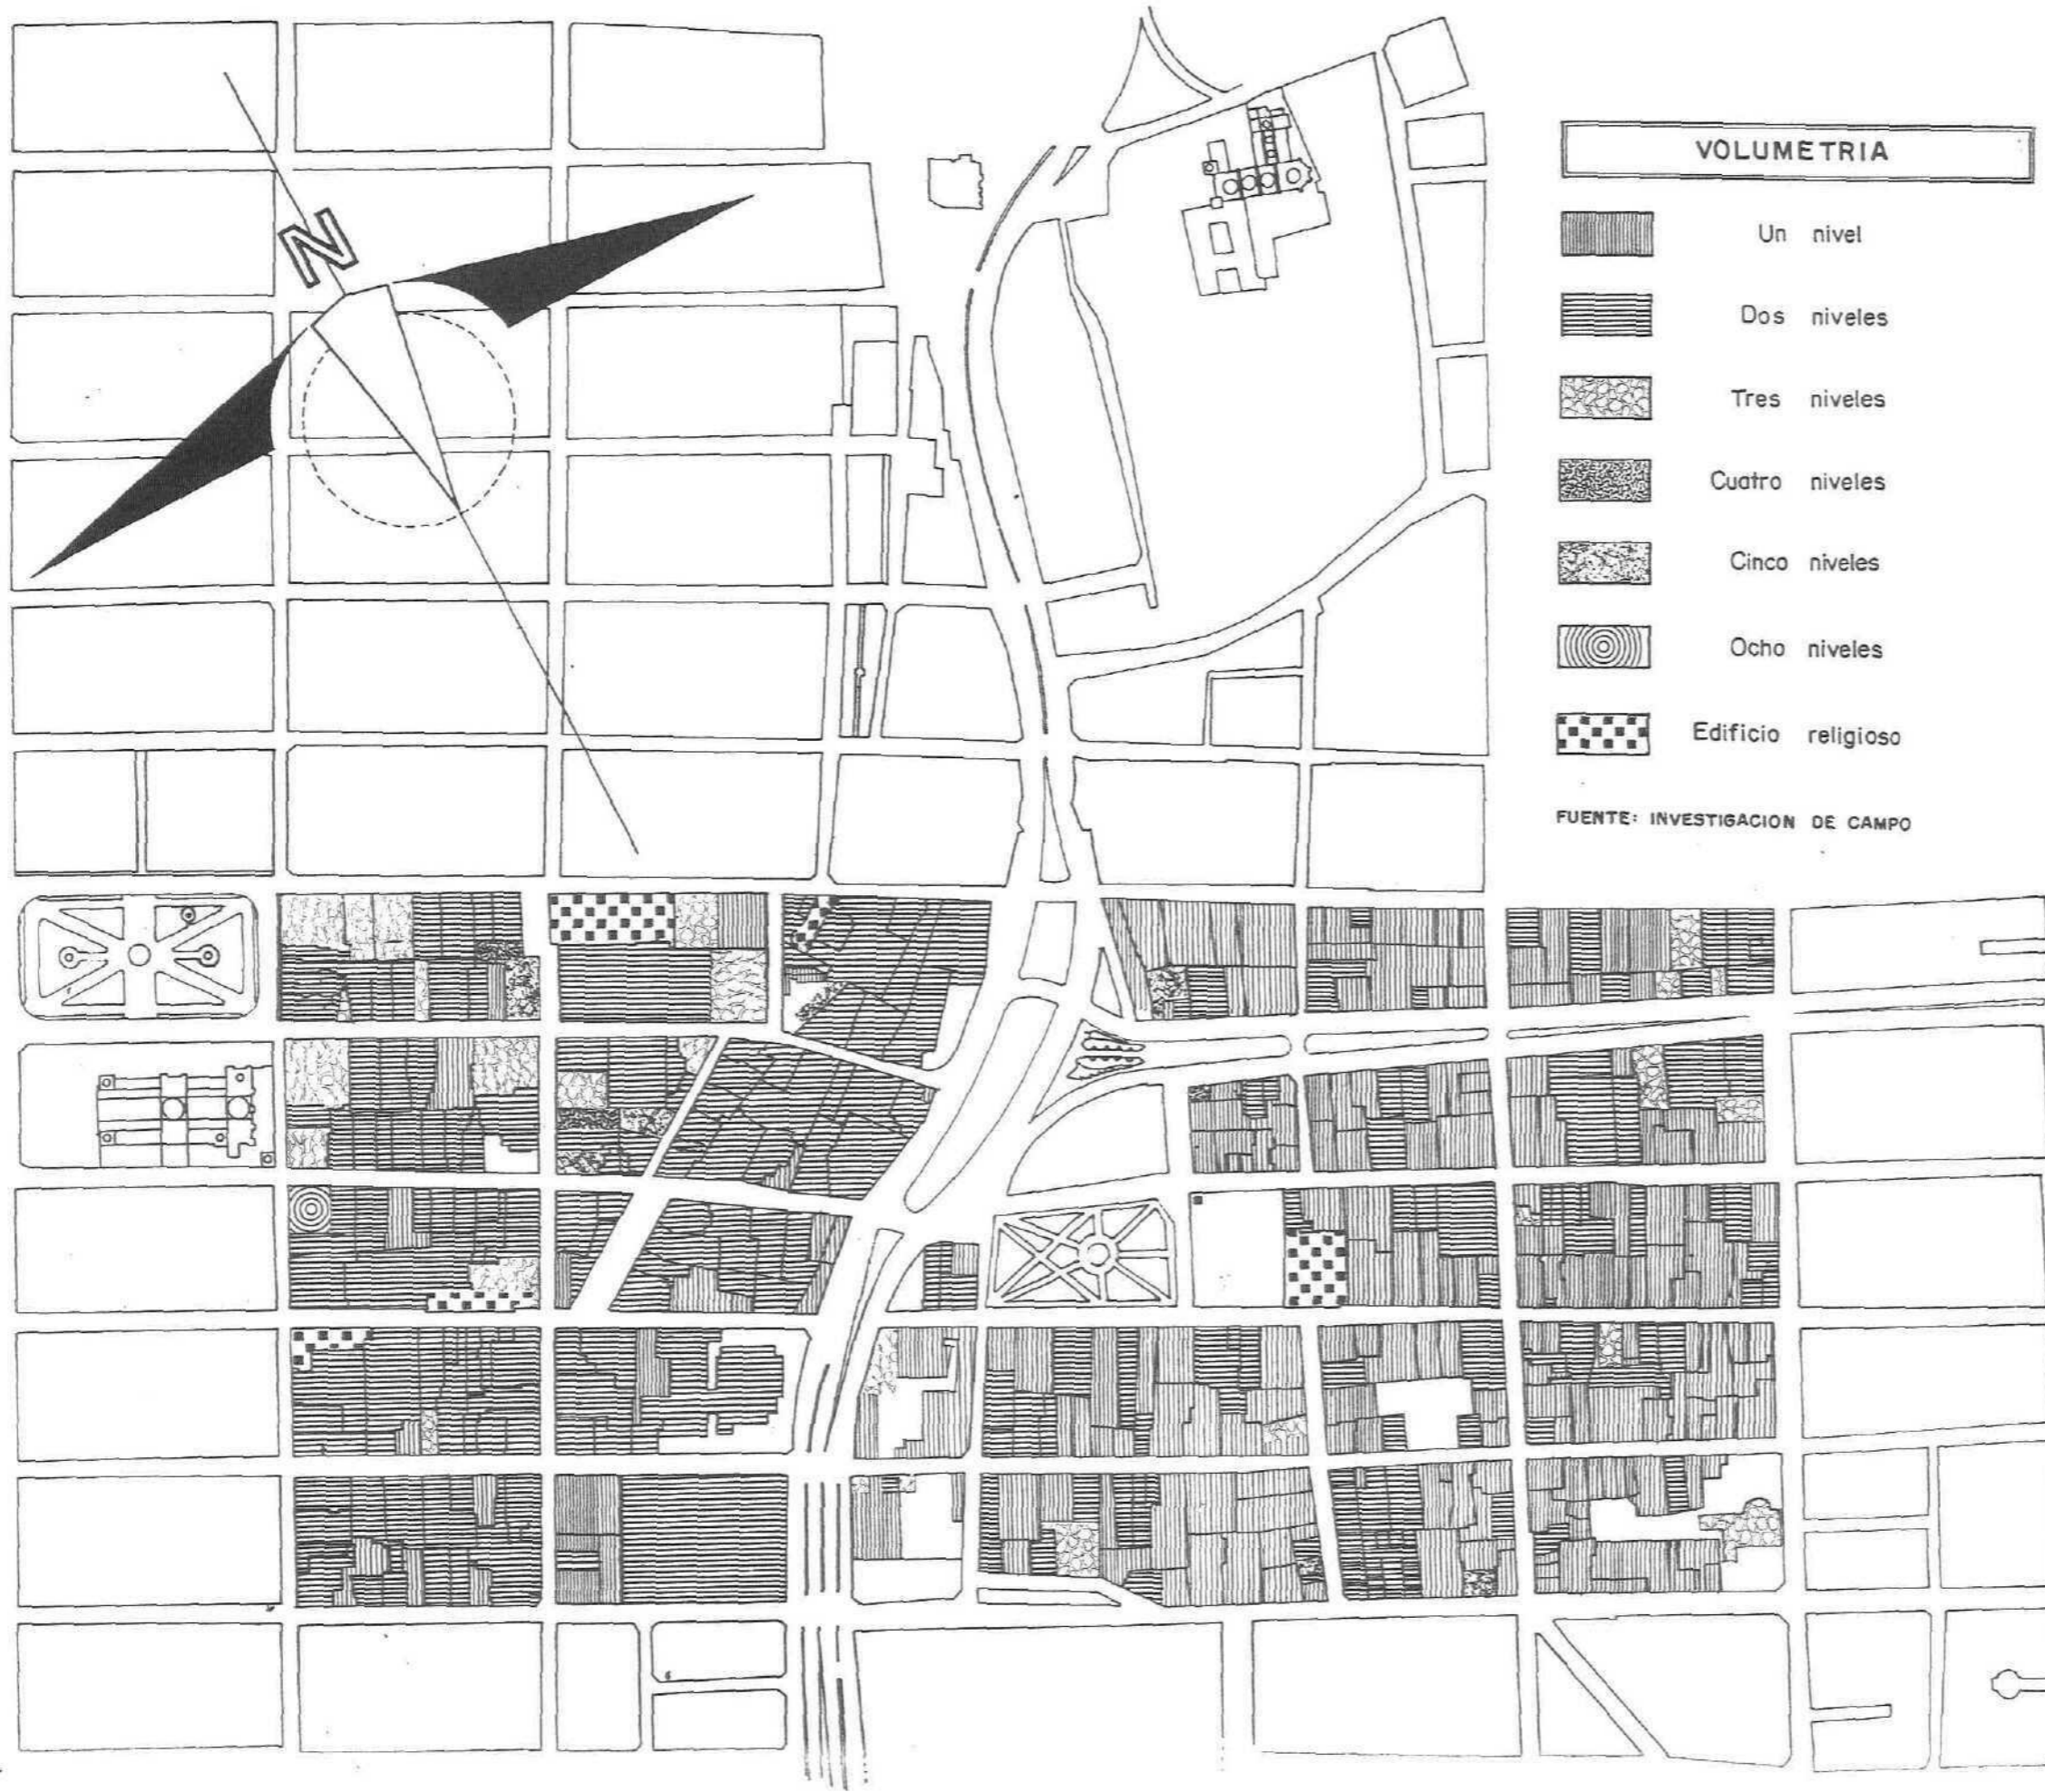 N
VOLUMETRIA
Un nivel
Dos niveles
Tres niveles
Cuatro niveles
Cinco niveles
Ocho niveles
Edificio religioso
FUENTE: INVESTIGACION DE CAMPO